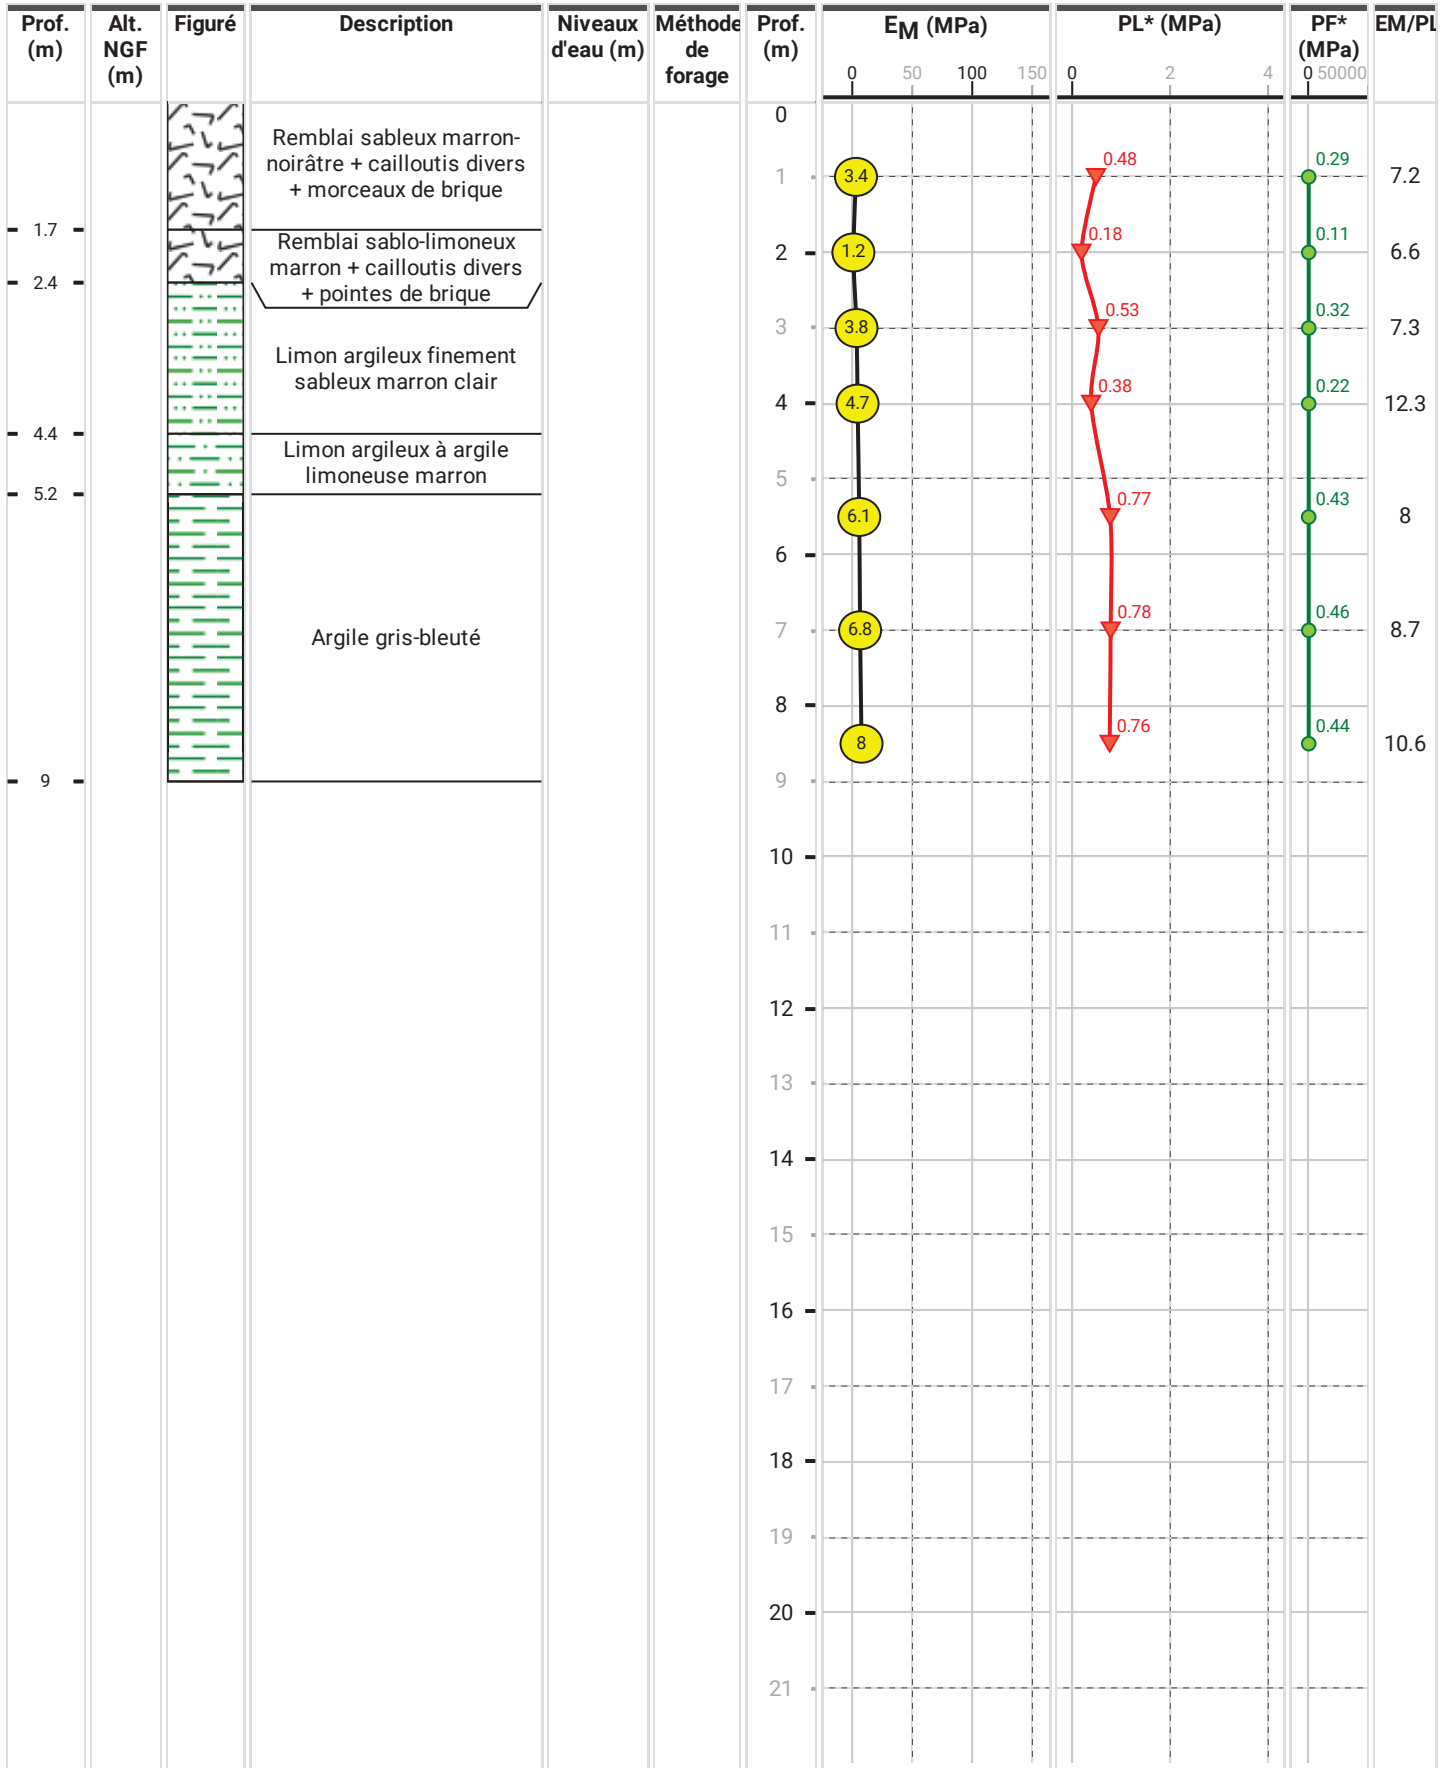 Prof. (m)
Alt. NGF (m)
Figuré
Description
Niveaux d'eau (m)
Méthode de forage
Prof. (m)
EM (MPa)
0 50 100 150
PL* (MPa)
0 2 4
PF* (MPa)
0 50000
EM/PL
Remblai sableux marron-
noirâtre + cailloutis divers
+ morceaux de brique
1.7
Remblai sablo-limoneux
marron + cailloutis divers
+ pointes de brique
2.4
Limon argileux finement
sableux marron clair
4.4
Limon argileux à argile
limoneuse marron
5.2
Argile gris-bleuté
9
0
1 3.4 0.48 0.29 7.2
2 1.2 0.18 0.11 6.6
3 3.8 0.53 0.32 7.3
4 4.7 0.38 0.22 12.3
5
6.1 0.77 0.43 8
6
7 6.8 0.78 0.46 8.7
8
8 0.76 0.44 10.6
9
10
11
12
13
14
15
16
17
18
19
20
21